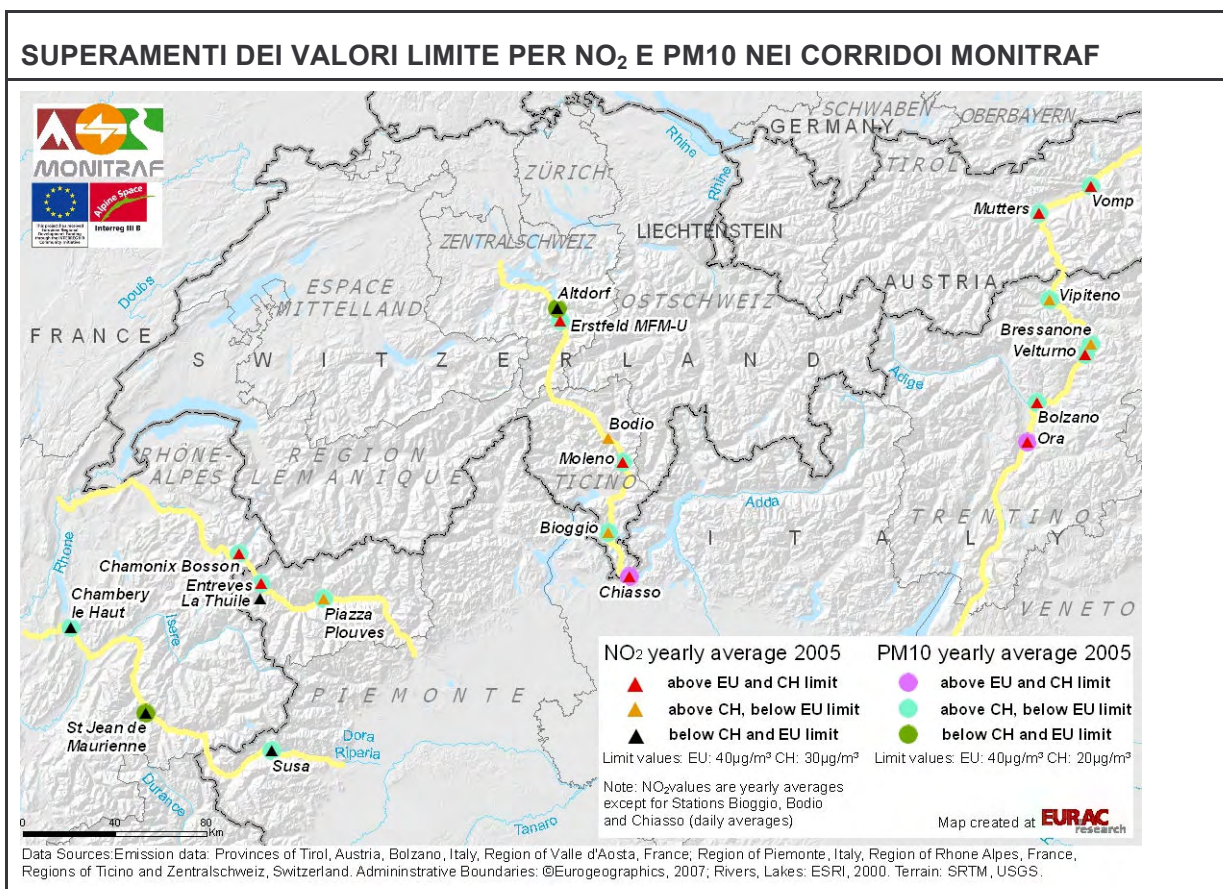 SUPERAMENTI DEI VALORI LIMITE PER NO₂ E PM10 NEI CORRIDOI MONITRAF
MONITRAF
Alpine Space
Interreg III B
SCHWABEN
OBERBAYERN
GERMANY
TIROL
Rhine
Rhine
ZÜRICH
Vomp
Mutters
ZENTRALSCHWEIZ
LIECHTENSTEIN
AUSTRIA
Doubs
ESPACE
MITTELLAND
Altdorf
OSTSCHWEIZ
Vipiteno
FRANCE
Erstfeld MFM-U
Bressanone
Velturno
SWITZERLAND
Adige
Bolzano
Ora
Bodio
RHÔNE-
ALPES
REGION
LEMANIQUE
Moleno
TICINO
Adda
TRENTINO
Bioggio
ITALY
Rhone
Chamonix Bosson
Entreves
La Thuile
Chiasso
Chambery
le Haut
Isere
Piazza
Plouves
VENETO
PIEMONTE
St Jean de
Maurienne
Dora
Riparia
Susa
Durance
Tanaro
0 40 80
Km
NO₂ yearly average 2005
above EU and CH limit
above CH, below EU limit
below CH and EU limit
Limit values: EU: 40µg/m³ CH: 30µg/m³
PM10 yearly average 2005
above EU and CH limit
above CH, below EU limit
below CH and EU limit
Limit values: EU: 40µg/m³ CH: 20µg/m³
Note: NO₂values are yearly averages
except for Stations Bioggio, Bodio
and Chiasso (daily averages)
Map created at EURAC
research
Data Sources:Emission data: Provinces of Tirol, Austria, Bolzano, Italy, Region of Valle d'Aosta, France; Region of Piemonte, Italy, Region of Rhone Alpes, France,
Regions of Ticino and Zentralschweiz, Switzerland. Admininstrative Boundaries: ©Eurogeographics, 2007; Rivers, Lakes: ESRI, 2000. Terrain: SRTM, USGS.